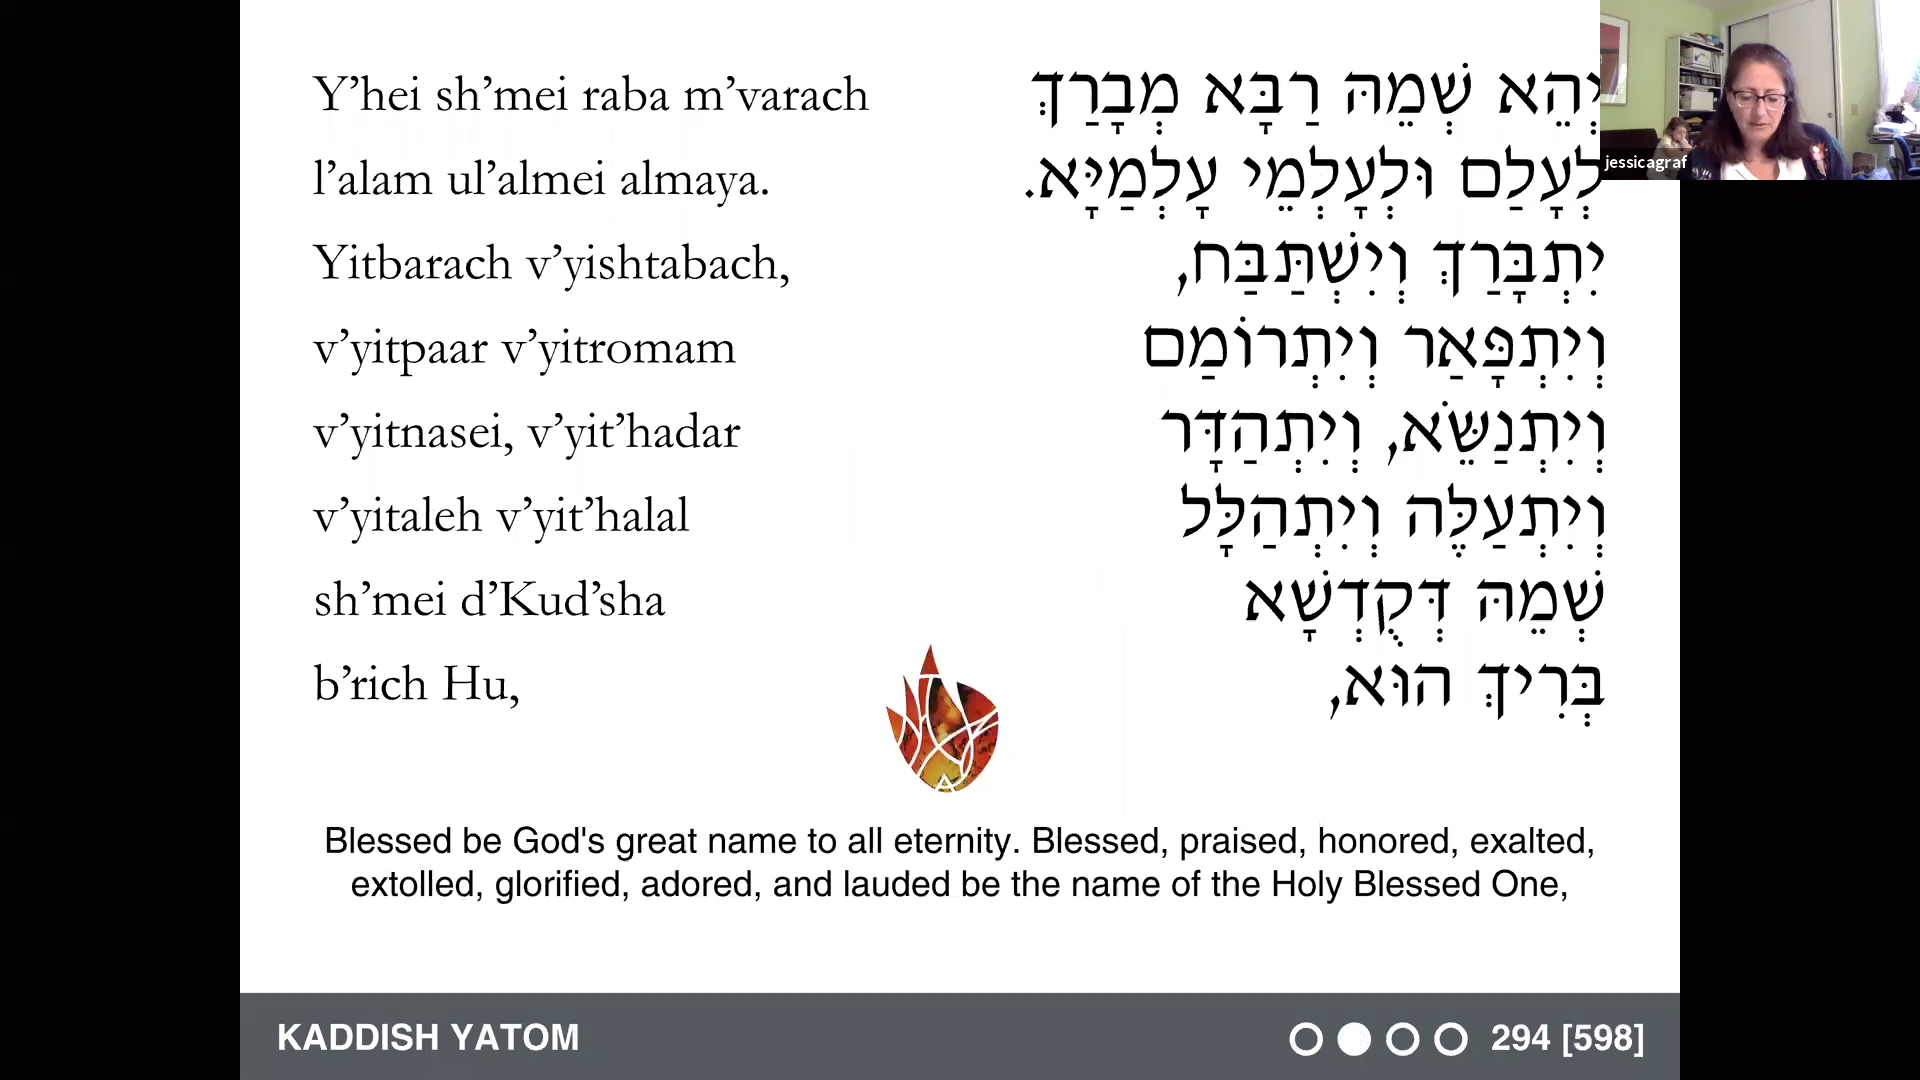 Y’hei sh’mei raba m’varach
l’alam ul’almei almaya.
Yitbarach v’yishtabach,
v’yitpaar v’yitromam
v’yitnasei, v’yit’hadar
v’yitaleh v’yit’halal
sh’mei d’Kud’sha
b’rich Hu,
יְהֵא שְׁמֵהּ רַבָּא מְבָרַךְ
לְעָלַם וּלְעָלְמֵי עָלְמַיָּא.
יִתְבָּרַךְ וְיִשְׁתַּבַּח,
וְיִתְפָּאַר וְיִתְרוֹמַם
וְיִתְנַשֵּׂא, וְיִתְהַדָּר
וְיִתְעַלֶּה וְיִתְהַלָּל
שְׁמֵהּ דְּקֻדְשָׁא
בְּרִיךְ הוּא,
jessicagraf
Blessed be God's great name to all eternity. Blessed, praised, honored, exalted,
extolled, glorified, adored, and lauded be the name of the Holy Blessed One,
KADDISH YATOM
294 [598]